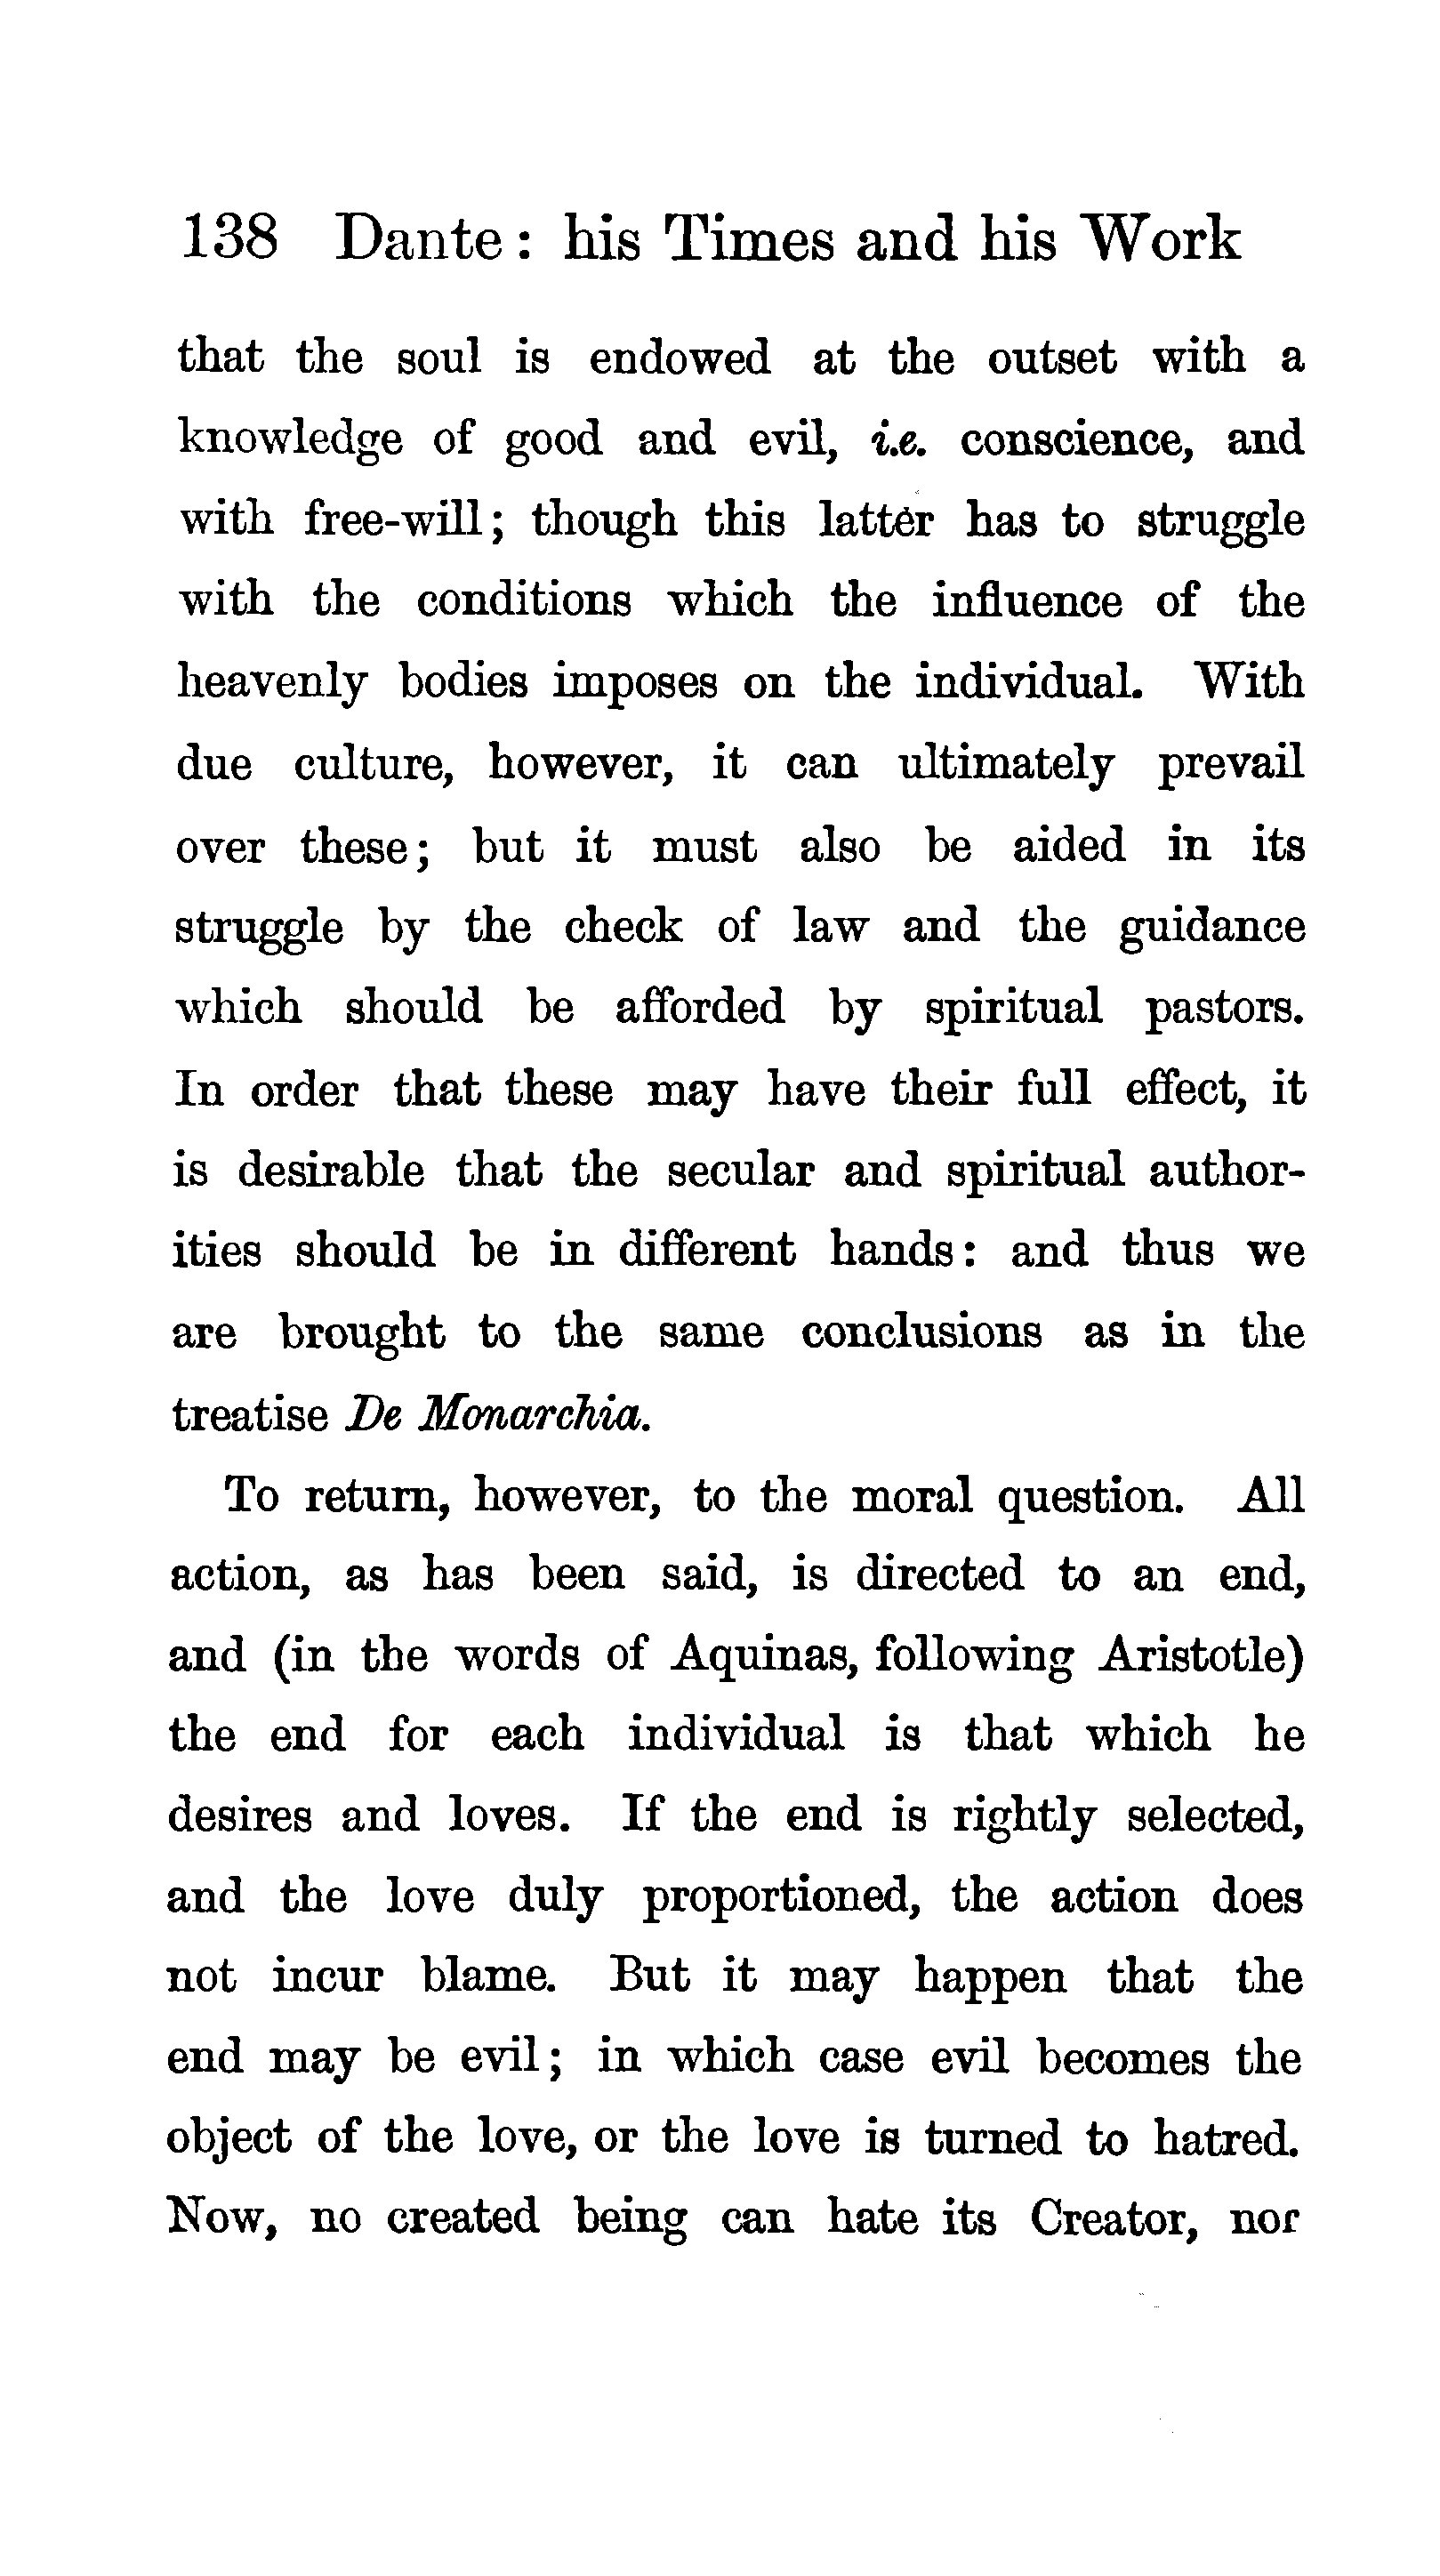 138 Dante: his Times and his Work
that the soul is endowed at the outset with a
knowledge of good and evil, i.e. conscience, and
with free-will; though this latter has to struggle
with the conditions which the influence of the
heavenly bodies imposes on the individual. With
due culture, however, it can ultimately prevail
over these; but it must also be aided in its
struggle by the check of law and the guidance
which should be afforded by spiritual pastors.
In order that these may have their full effect, it
is desirable that the secular and spiritual author-
ities should be in different hands: and thus we
are brought to the same conclusions as in the
treatise De Monarchia.
To return, however, to the moral question. All
action, as has been said, is directed to an end,
and (in the words of Aquinas, following Aristotle)
the end for each individual is that which he
desires and loves. If the end is rightly selected,
and the love duly proportioned, the action does
not incur blame. But it may happen that the
end may be evil; in which case evil becomes the
object of the love, or the love is turned to hatred.
Now, no created being can hate its Creator, nor